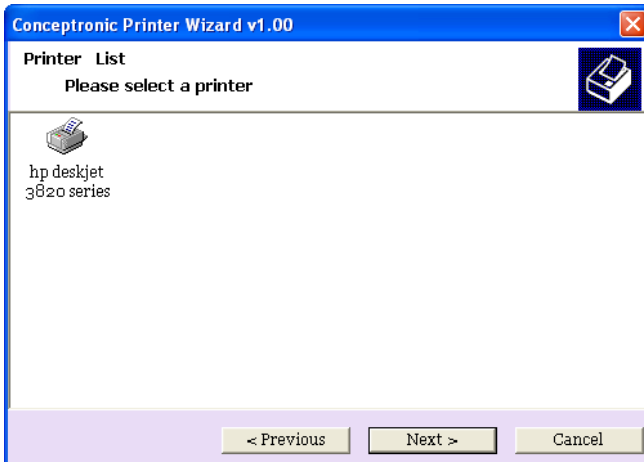 Conceptronic Printer Wizard v1.00
Printer List
Please select a printer
hp deskjet
3820 series
< Previous
Next >
Cancel